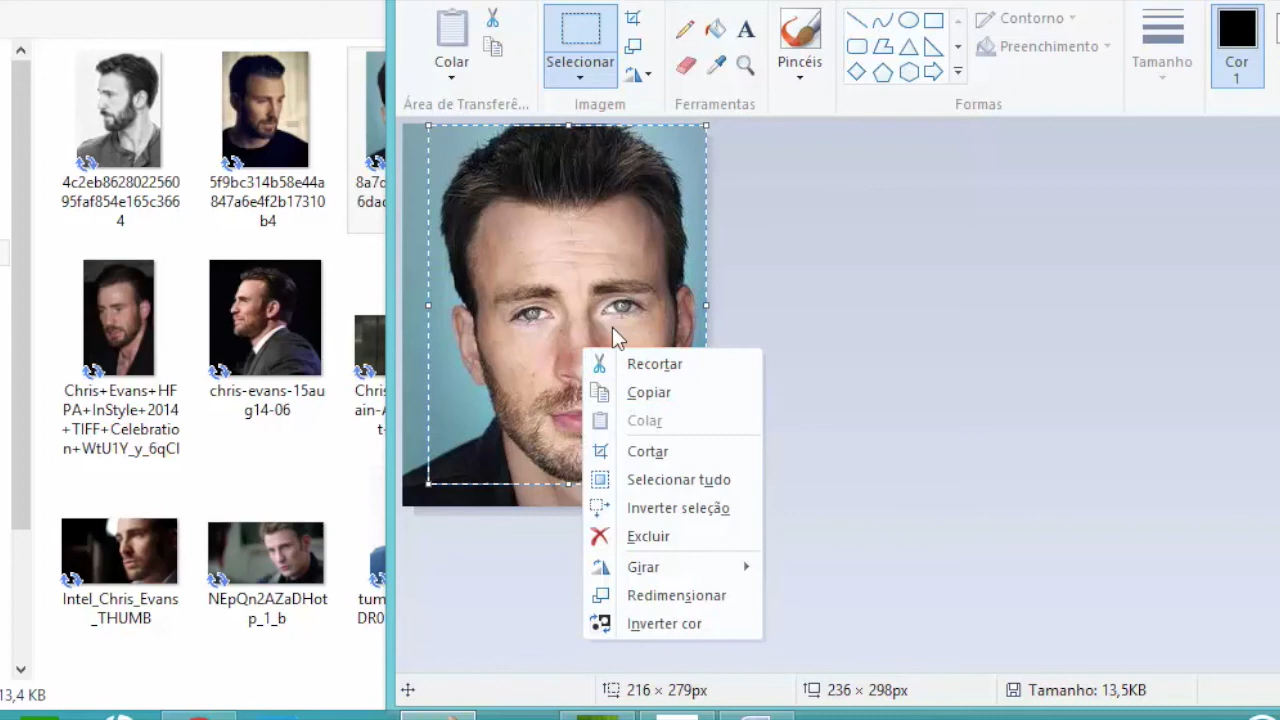 Colar
Selecionar
Pincéis
Contorno
Preenchimento
Tamanho
Cor
1
Área de Transferê...
Imagem
Ferramentas
Formas
4c2eb8628022560
95faf854e165c366
4
5f9bc314b58e44a
847a6e4f2b17310
b4
8a7d
6dad
Chris+Evans+HF
PA+InStyle+2014
+TIFF+Celebratio
n+WtU1Y_y_6qCl
chris-evans-15au
g14-06
Chris
ain-A
t-
Intel_Chris_Evans
_THUMB
NEpQn2AZaDHot
p_1_b
tum
DR0
Recortar
Copiar
Colar
Cortar
Selecionar tudo
Inverter seleção
Excluir
Girar
Redimensionar
Inverter cor
13,4 KB
216 × 279px
236 × 298px
Tamanho: 13,5KB